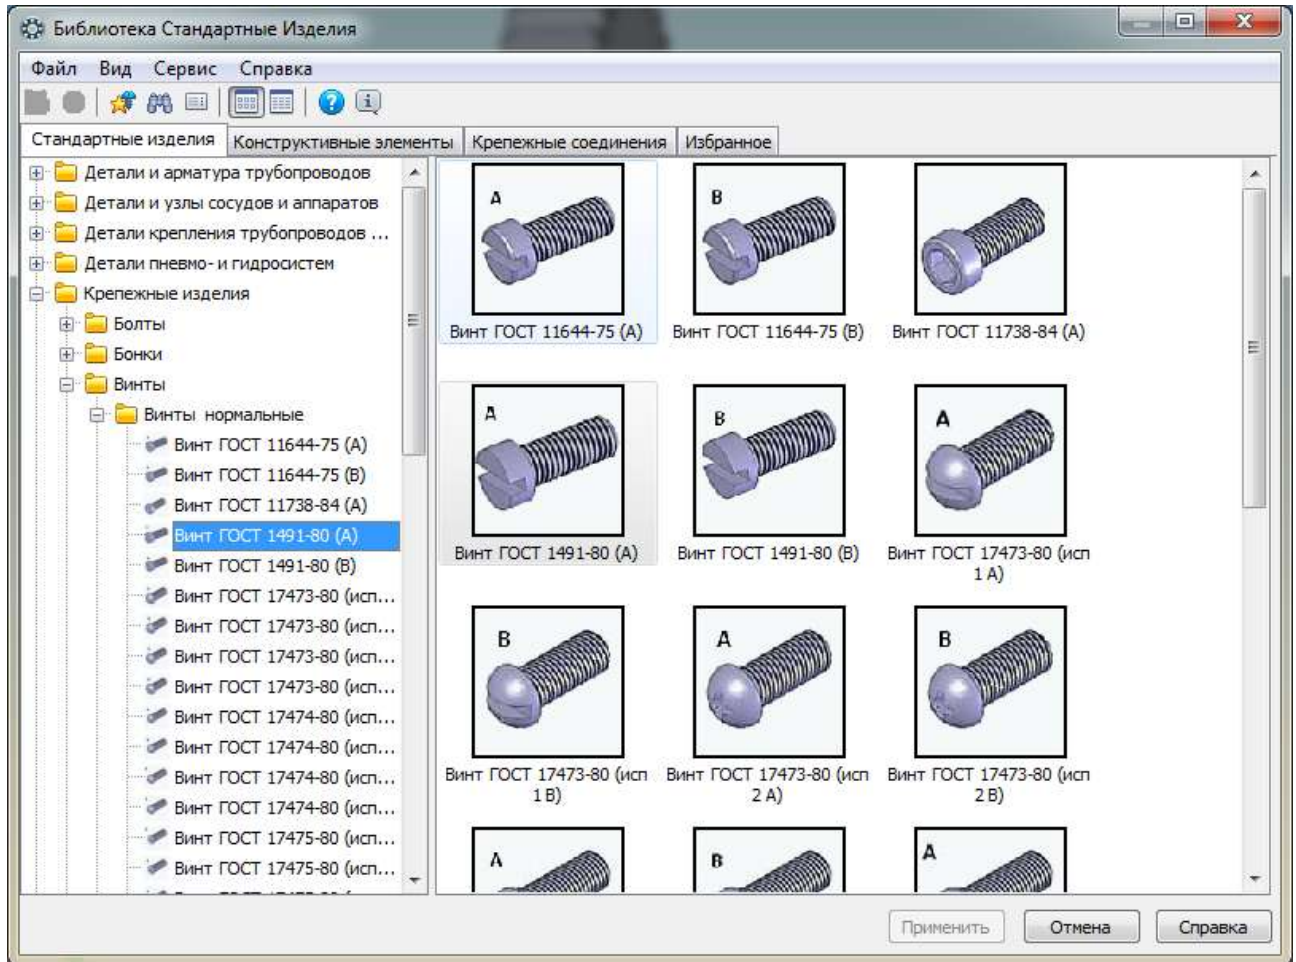 Библиотека Стандартные Изделия
Файл Вид Сервис Справка
Стандартные изделия Конструктивные элементы Крепежные соединения Избранное
Детали и арматура трубопроводов
Детали и узлы сосудов и аппаратов
Детали крепления трубопроводов ...
Детали пневмо- и гидросистем
Крепежные изделия
Болты
Бонки
Винты
Винты нормальные
Винт ГОСТ 11644-75 (A)
Винт ГОСТ 11644-75 (B)
Винт ГОСТ 11738-84 (A)
Винт ГОСТ 1491-80 (A)
Винт ГОСТ 1491-80 (B)
Винт ГОСТ 17473-80 (исп...
Винт ГОСТ 17473-80 (исп...
Винт ГОСТ 17473-80 (исп...
Винт ГОСТ 17473-80 (исп...
Винт ГОСТ 17474-80 (исп...
Винт ГОСТ 17474-80 (исп...
Винт ГОСТ 17474-80 (исп...
Винт ГОСТ 17474-80 (исп...
Винт ГОСТ 17475-80 (исп...
Винт ГОСТ 17475-80 (исп...
A
B
Винт ГОСТ 11644-75 (A)
Винт ГОСТ 11644-75 (B)
Винт ГОСТ 11738-84 (A)
A
B
A
Винт ГОСТ 1491-80 (A)
Винт ГОСТ 1491-80 (B)
Винт ГОСТ 17473-80 (исп
1 A)
B
A
B
Винт ГОСТ 17473-80 (исп
1 B)
Винт ГОСТ 17473-80 (исп
2 A)
Винт ГОСТ 17473-80 (исп
2 B)
A
B
A
Применить Отмена Справка